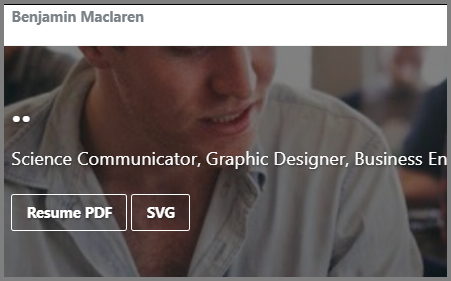 Benjamin Maclaren
••
Science Communicator, Graphic Designer, Business En
Resume PDF
SVG